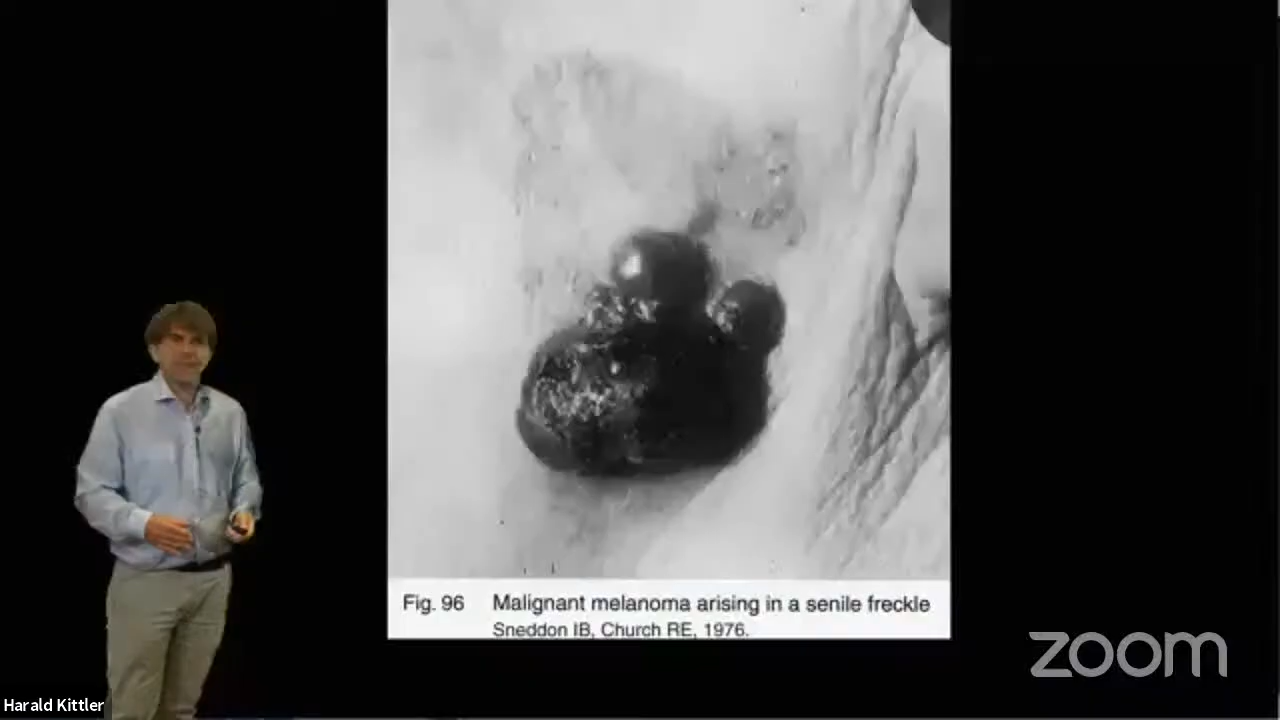 Fig. 96 Malignant melanoma arising in a senile freckle
Sneddon IB, Church RE, 1976.
zoom
Harald Kittler